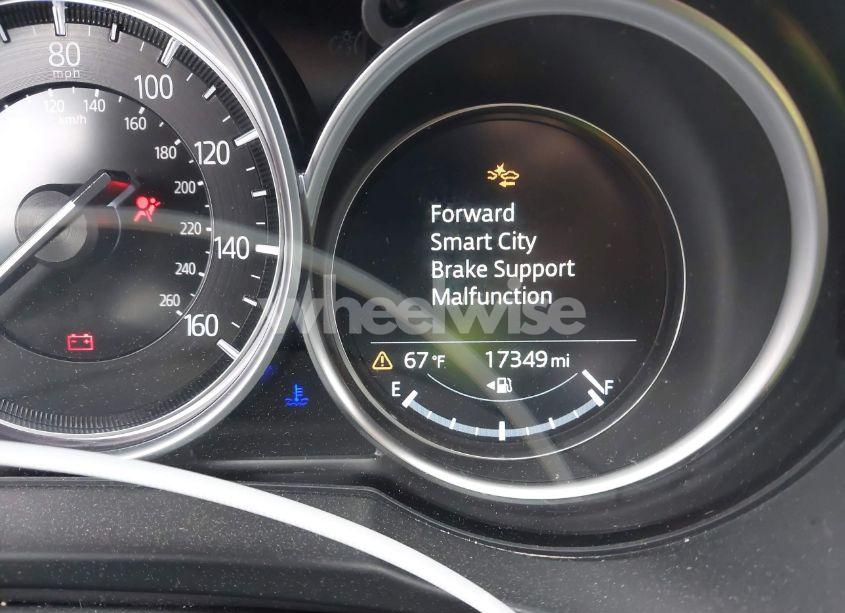 80
mph
100
120
140
160
120
140
km/h
160
180
200
220
240
260
Forward
Smart City
Brake Support
Malfunction
wheelwise
67°F
17349 mi
E
F